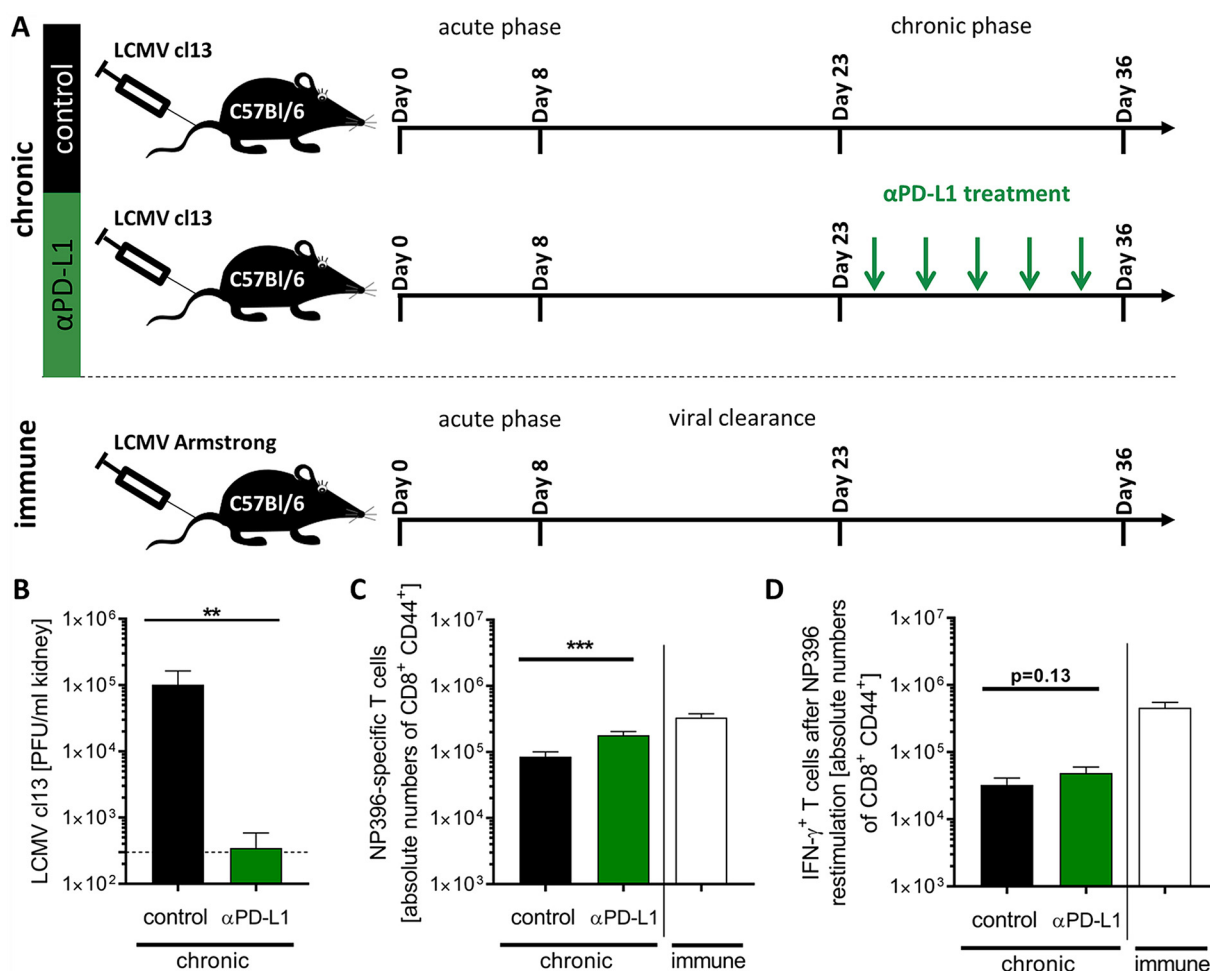 A
acute phase
chronic phase
chronic
control
LCMV cl13
C57Bl/6
Day 0
Day 8
Day 23
Day 36
αPD-L1
LCMV cl13
C57Bl/6
αPD-L1 treatment
Day 0
Day 8
Day 23
Day 36
immune
acute phase
viral clearance
LCMV Armstrong
C57Bl/6
Day 0
Day 8
Day 23
Day 36
B
LCMV cl13 [PFU/ml kidney]
1×10⁶
1×10⁵
1×10⁴
1×10³
1×10²
**
control αPD-L1
chronic
C
NP396-specific T cells
[absolute numbers of CD8⁺ CD44⁺]
1×10⁷
1×10⁶
1×10⁵
1×10⁴
1×10³
***
control αPD-L1
chronic immune
D
IFN-γ⁺ T cells after NP396
restimulation [absolute numbers
of CD8⁺ CD44⁺]
1×10⁷
1×10⁶
1×10⁵
1×10⁴
1×10³
p=0.13
control αPD-L1
chronic immune